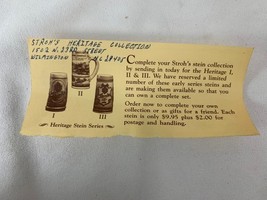 STROH'S HERITAGE COLLECTION
1502 N. 23RD STREET
WILMINGTON NC 28405
Complete your Stroh's stein collection
by sending in today for the Heritage I,
II & III. We have reserved a limited
number of these early series steins and
are making them available so that you
can own a complete set.
Order now to complete your own
collection or as gifts for a friend. Each
stein is only $9.95 plus $2.00 for
postage and handling.
II
I
III
Heritage Stein Series